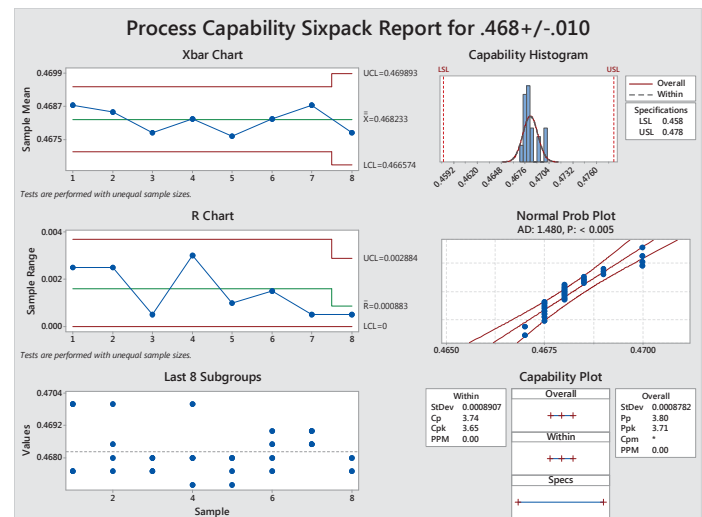 Process Capability Sixpack Report for .468+/-.010
Xbar Chart
Sample Mean
0.4699
0.4687
0.4675
1 2 3 4 5 6 7 8
UCL=0.469893
X=0.468233
LCL=0.466574
Tests are performed with unequal sample sizes.
Capability Histogram
LSL
USL
0.4592 0.4620 0.4648 0.4676 0.4704 0.4732 0.4760
Overall
Within
Specifications
LSL 0.458
USL 0.478
R Chart
Sample Range
0.004
0.002
0.000
1 2 3 4 5 6 7 8
UCL=0.002884
R=0.000883
LCL=0
Tests are performed with unequal sample sizes.
Normal Prob Plot
AD: 1.480, P: < 0.005
0.4650 0.4675 0.4700
Last 8 Subgroups
Values
0.4704
0.4692
0.4680
2 4 6 8
Sample
Capability Plot
Within
StDev 0.0008907
Cp 3.74
Cpk 3.65
PPM 0.00
Overall
Within
Specs
Overall
StDev 0.0008782
Pp 3.80
Ppk 3.71
Cpm *
PPM 0.00